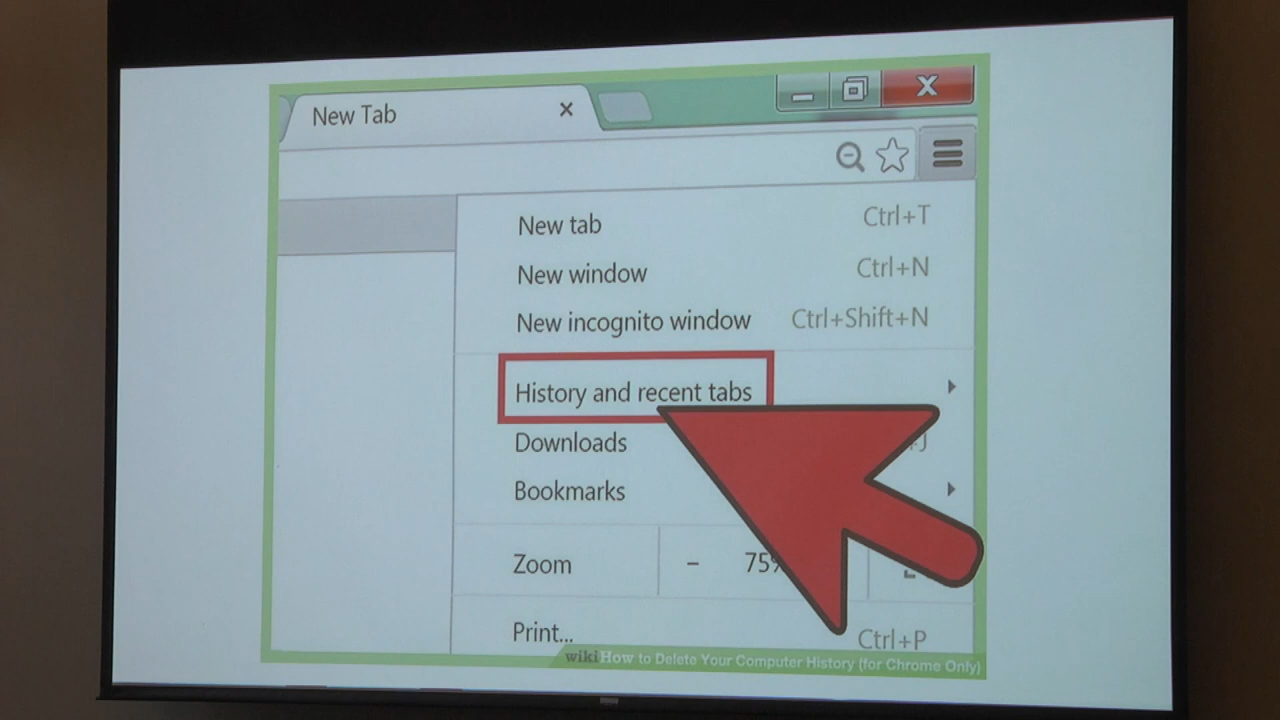 New Tab
New tab Ctrl+T
New window Ctrl+N
New incognito window Ctrl+Shift+N
History and recent tabs
Downloads
Bookmarks
Zoom – 75%
Print... Ctrl+P
wikiHow to Delete Your Computer History (for Chrome Only)